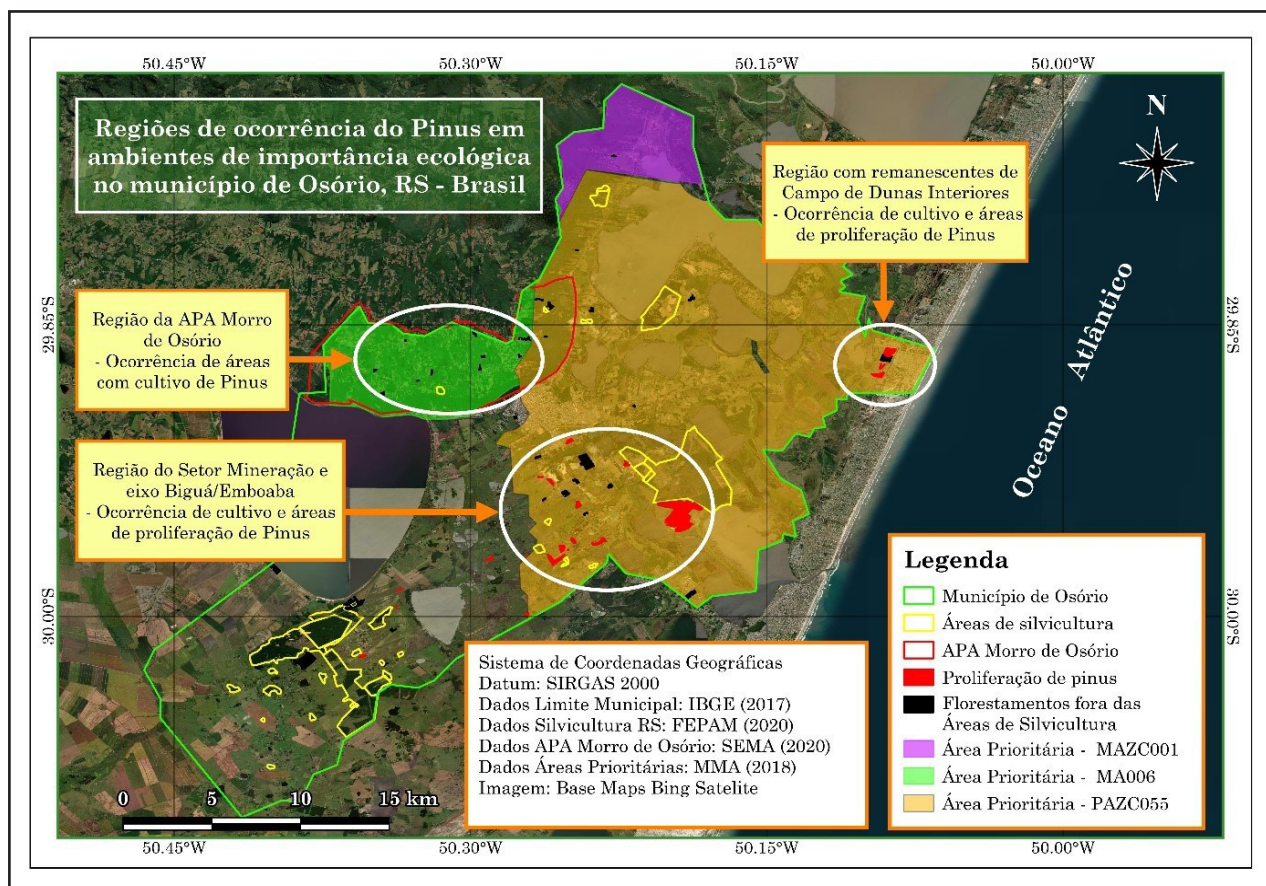 50.45°W
50.30°W
50.15°W
50.00°W
Regiões de ocorrência do Pinus em
ambientes de importância ecológica
no município de Osório, RS - Brasil
N
Região com remanescentes de
Campo de Dunas Interiores
- Ocorrência de cultivo e áreas
de proliferação de Pinus
29.85°S
29.85°S
Região da APA Morro
de Osório
- Ocorrência de áreas
com cultivo de Pinus
Oceano Atlântico
Região do Setor Mineração e
eixo Biguá/Emboaba
- Ocorrência de cultivo e áreas
de proliferação de Pinus
30.00°S
30.00°S
Legenda
Município de Osório
Áreas de silvicultura
APA Morro de Osório
Proliferação de pinus
Florestamentos fora das
Áreas de Silvicultura
Área Prioritária - MAZC001
Área Prioritária - MA006
Área Prioritária - PAZC055
Sistema de Coordenadas Geográficas
Datum: SIRGAS 2000
Dados Limite Municipal: IBGE (2017)
Dados Silvicultura RS: FEPAM (2020)
Dados APA Morro de Osório: SEMA (2020)
Dados Áreas Prioritárias: MMA (2018)
Imagem: Base Maps Bing Satelite
0 5 10 15 km
50.45°W
50.30°W
50.15°W
50.00°W